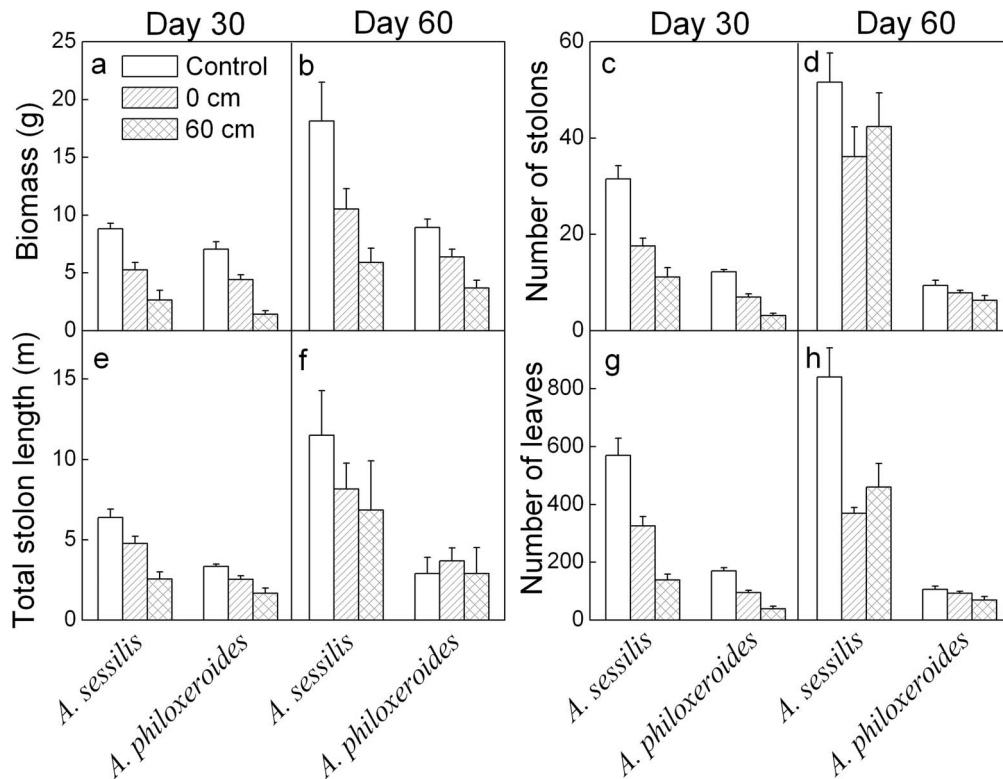 Day 30
Day 60
Day 30
Day 60
Biomass (g)
25
20
15
10
5
0
a
Control
0 cm
60 cm
b
Number of stolons
60
40
20
0
c
d
Total stolon length (m)
15
10
5
0
e
f
Number of leaves
800
600
400
200
0
g
h
A. sessilis
A. philoxeroides
A. sessilis
A. philoxeroides
A. sessilis
A. philoxeroides
A. sessilis
A. philoxeroides